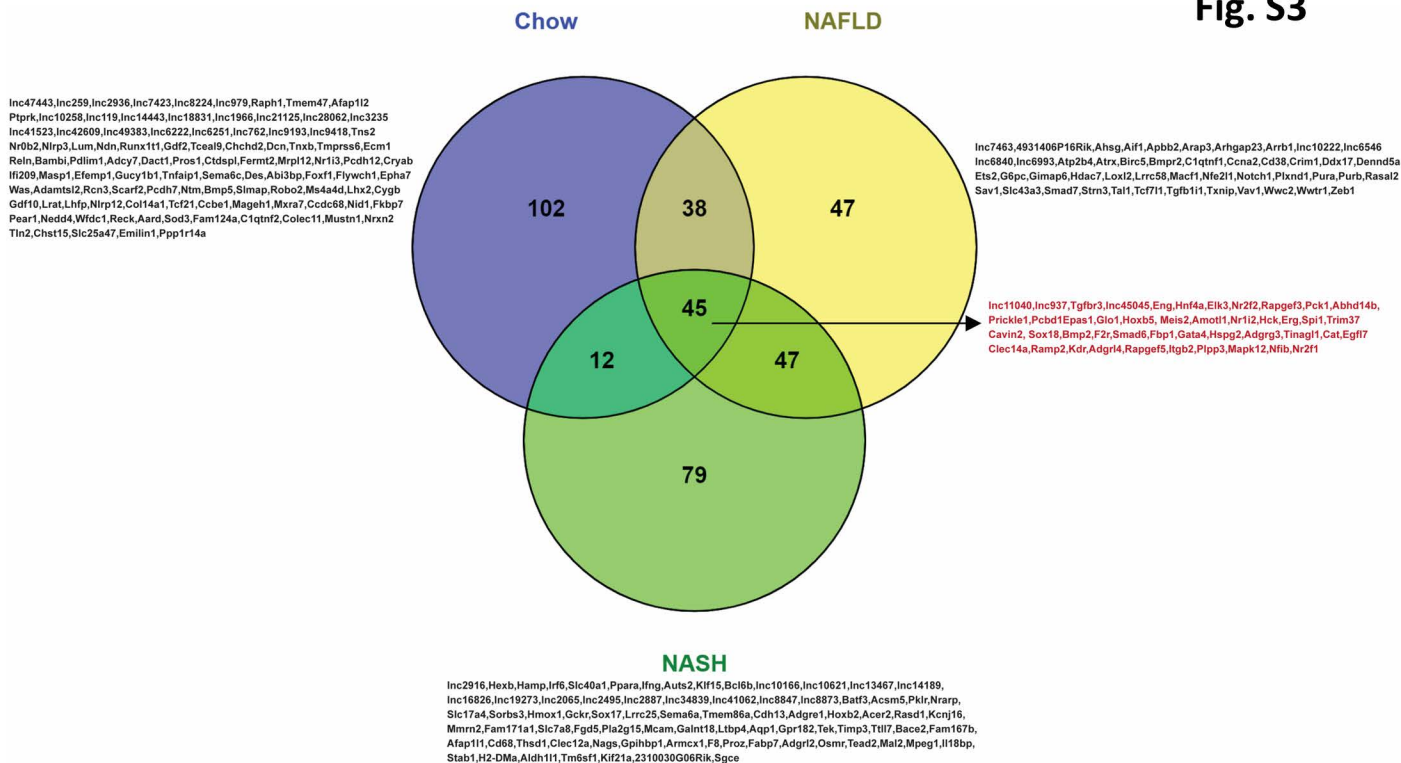 Fig. S3
Chow
NAFLD
lnc47443,lnc259,lnc2936,lnc7423,lnc8224,lnc979,Raph1,Tmem47,Afap1l2
Ptprk,lnc10258,lnc119,lnc14443,lnc18831,lnc1966,lnc21125,lnc28062,lnc3235
lnc41523,lnc42609,lnc49383,lnc6222,lnc6251,lnc762,lnc9193,lnc9418,Tns2
Nr0b2,Nlrp3,Lum,Ndn,Runx1t1,Gdf2,Tceal9,Chchd2,Dcn,Tnxb,Tmprss6,Ecm1
Reln,Bambi,Pdlim1,Adcy7,Dact1,Pros1,Ctdspl,Fermt2,Mrpl12,Nr1i3,Pcdh12,Cryab
Ifi209,Masp1,Efemp1,Gucy1b1,Tnfaip1,Sema6c,Des,Abi3bp,Foxf1,Flywch1,Epha7
Was,Adamtsl2,Rcn3,Scarf2,Pcdh7,Ntm,Bmp5,Slmap,Robo2,Ms4a4d,Lhx2,Cygb
Gdf10,Lrat,Lhfp,Nlrp12,Col14a1,Tcf21,Ccbe1,Mageh1,Mxra7,Ccdc68,Nid1,Fkbp7
Pear1,Nedd4,Wfdc1,Reck,Aard,Sod3,Fam124a,C1qtnf2,Colec11,Mustn1,Nrxn2
Tln2,Chst15,Slc25a47,Emilin1,Ppp1r14a
lnc7463,4931406P16Rik,Ahsg,Aif1,Apbb2,Arap3,Arhgap23,Arrb1,lnc10222,lnc6546
lnc6840,lnc6993,Atp2b4,Atrx,Birc5,Bmpr2,C1qtnf1,Ccna2,Cd38,Crim1,Ddx17,Dennd5a
Ets2,G6pc,Gimap6,Hdac7,Loxl2,Lrrc58,Macf1,Nfe2l1,Notch1,Plxnd1,Pura,Purb,Rasal2
Sav1,Slc43a3,Smad7,Strn3,Tal1,Tcf7l1,Tgfb1i1,Txnip,Vav1,Wwc2,Wwtr1,Zeb1
102
38
47
45
12
47
79
lnc11040,lnc937,Tgfbr3,lnc45045,Eng,Hnf4a,Elk3,Nr2f2,Rapgef3,Pck1,Abhd14b,
Prickle1,Pcbd1Epas1,Glo1,Hoxb5, Meis2,Amotl1,Nr1i2,Hck,Erg,Spi1,Trim37
Cavin2, Sox18,Bmp2,F2r,Smad6,Fbp1,Gata4,Hspg2,Adgrg3,Tinagl1,Cat,Egfl7
Clec14a,Ramp2,Kdr,Adgrl4,Rapgef5,Itgb2,Plpp3,Mapk12,Nfib,Nr2f1
NASH
lnc2916,Hexb,Hamp,Irf6,Slc40a1,Ppara,Ifng,Auts2,Klf15,Bcl6b,lnc10166,lnc10621,lnc13467,lnc14189,
lnc16826,lnc19273,lnc2065,lnc2495,lnc2887,lnc34839,lnc41062,lnc8847,lnc8873,Batf3,Acsm5,Pklr,Nrarp,
Slc17a4,Sorbs3,Hmox1,Gckr,Sox17,Lrrc25,Sema6a,Tmem86a,Cdh13,Adgre1,Hoxb2,Acer2,Rasd1,Kcnj16,
Mmrn2,Fam171a1,Slc7a8,Fgd5,Pla2g15,Mcam,Galnt18,Ltbp4,Aqp1,Gpr182,Tek,Timp3,Ttll7,Bace2,Fam167b,
Afap1l1,Cd68,Thsd1,Clec12a,Nags,Gpihbp1,Armcx1,F8,Proz,Fabp7,Adgrl2,Osmr,Tead2,Mal2,Mpeg1,Il18bp,
Stab1,H2-DMa,Aldh1l1,Tm6sf1,Kif21a,2310030G06Rik,Sgce